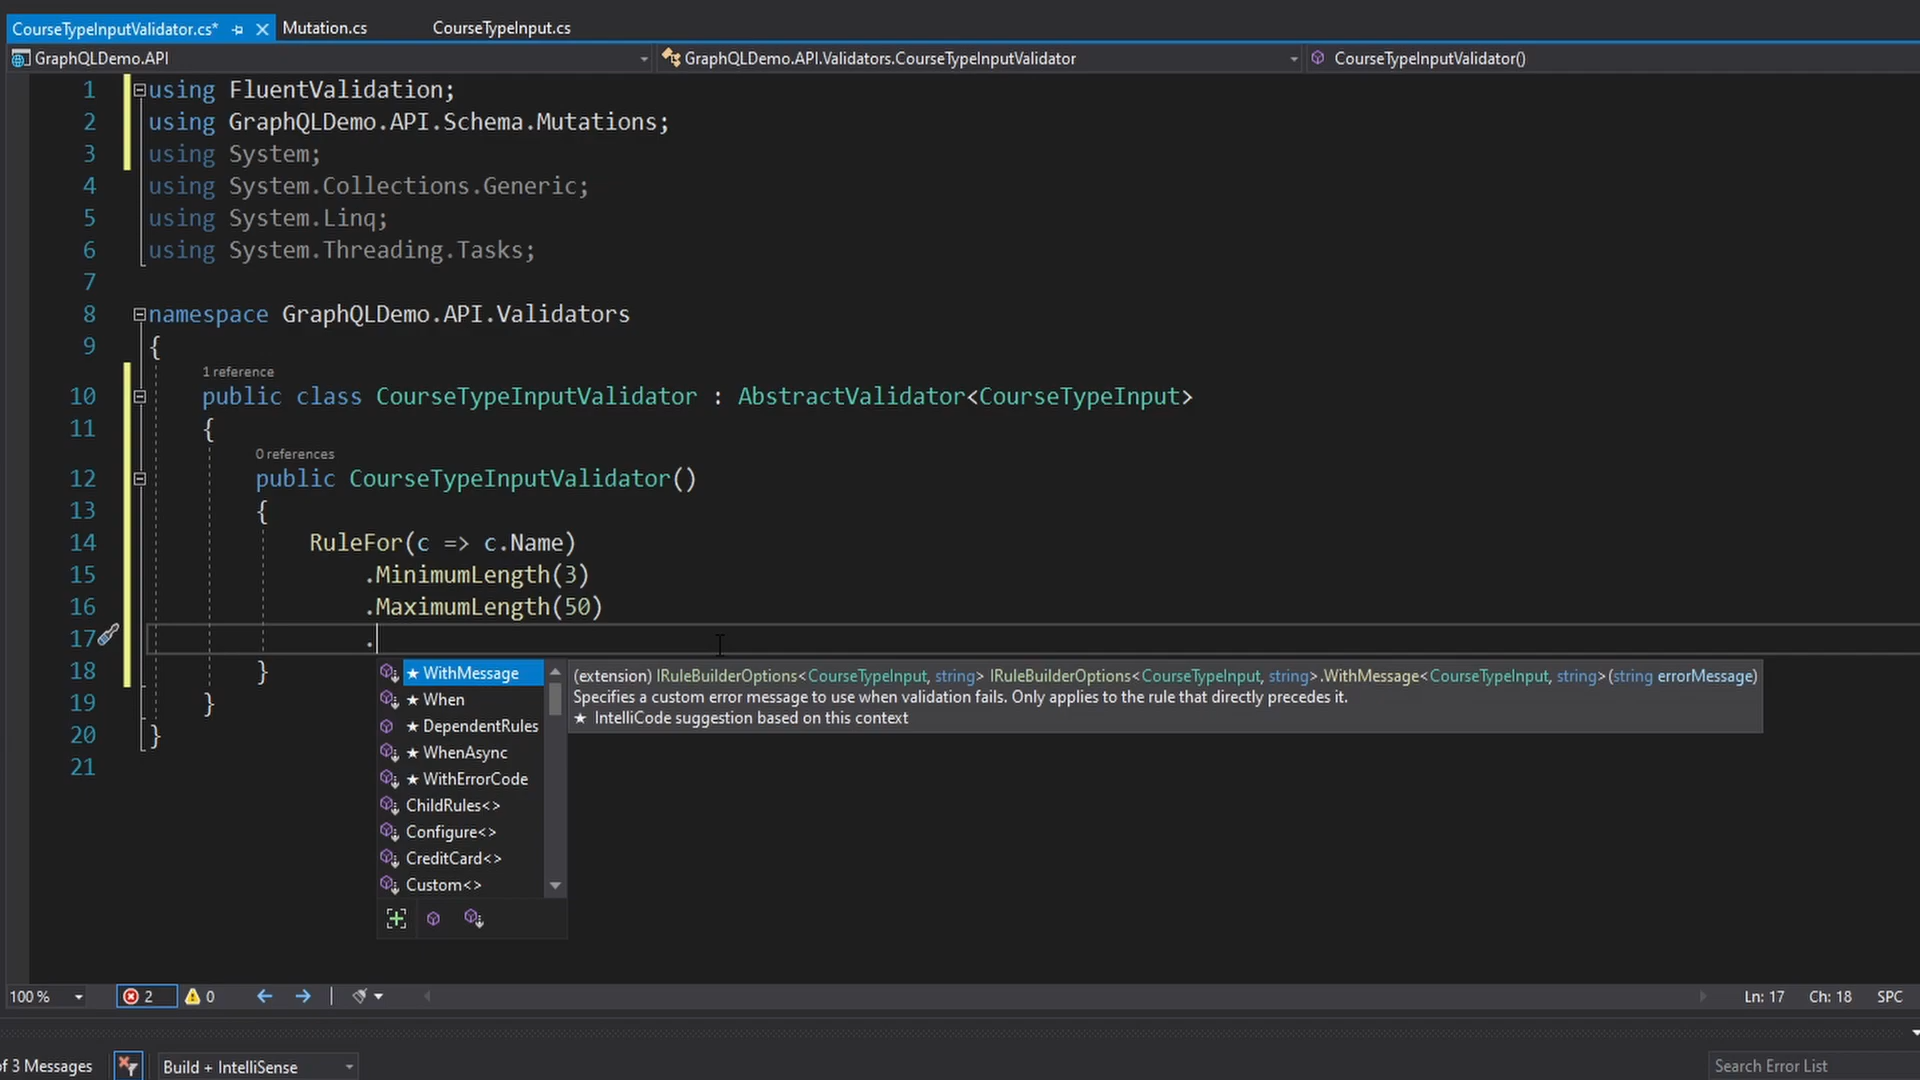 CourseTypeInputValidator.cs* Mutation.cs CourseTypeInput.cs
GraphQLDemo.API GraphQLDemo.API.Validators.CourseTypeInputValidator CourseTypeInputValidator()
1 using FluentValidation;
2 using GraphQLDemo.API.Schema.Mutations;
3 using System;
4 using System.Collections.Generic;
5 using System.Linq;
6 using System.Threading.Tasks;
7
8 namespace GraphQLDemo.API.Validators
9 {
1 reference
10 public class CourseTypeInputValidator : AbstractValidator<CourseTypeInput>
11 {
0 references
12 public CourseTypeInputValidator()
13 {
14 RuleFor(c => c.Name)
15 .MinimumLength(3)
16 .MaximumLength(50)
17 .
18 }
19 }
20 }
21
★ WithMessage
★ When
★ DependentRules
★ WhenAsync
★ WithErrorCode
ChildRules<>
Configure<>
CreditCard<>
Custom<>
(extension) IRuleBuilderOptions<CourseTypeInput, string> IRuleBuilderOptions<CourseTypeInput, string>.WithMessage<CourseTypeInput, string>(string errorMessage)
Specifies a custom error message to use when validation fails. Only applies to the rule that directly precedes it.
★ IntelliCode suggestion based on this context
100 % 2 0 Ln: 17 Ch: 18 SPC
of 3 Messages Build + IntelliSense Search Error List